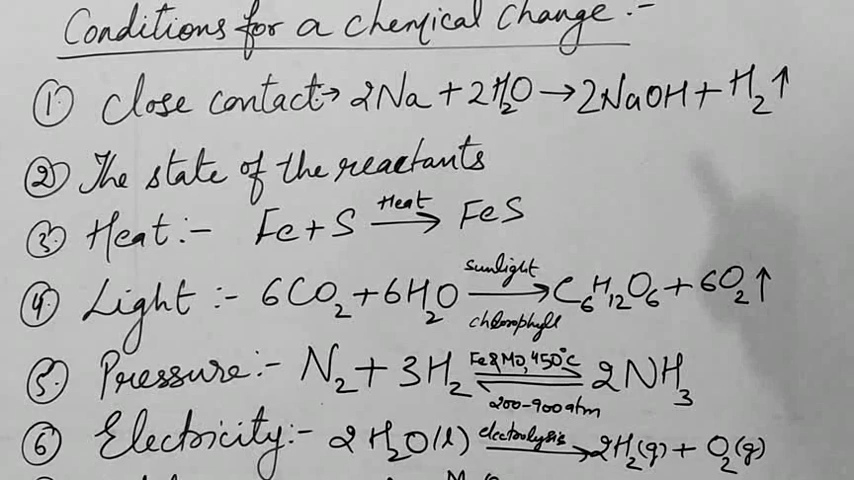 Conditions for a chemical change :-
① Close contact → 2Na + 2H₂O → 2NaOH + H₂↑
② The state of the reactants
③ Heat :- Fe + S Heat → FeS
④ Light :- 6CO₂ + 6H₂O sunlight → chlorophyll C₆H₁₂O₆ + 6O₂↑
⑤ Pressure :- N₂ + 3H₂ Fe & MO, 450°C ⇌ 200-900 atm 2NH₃
⑥ Electricity :- 2H₂O(l) electrolysis → 2H₂(g) + O₂(g)